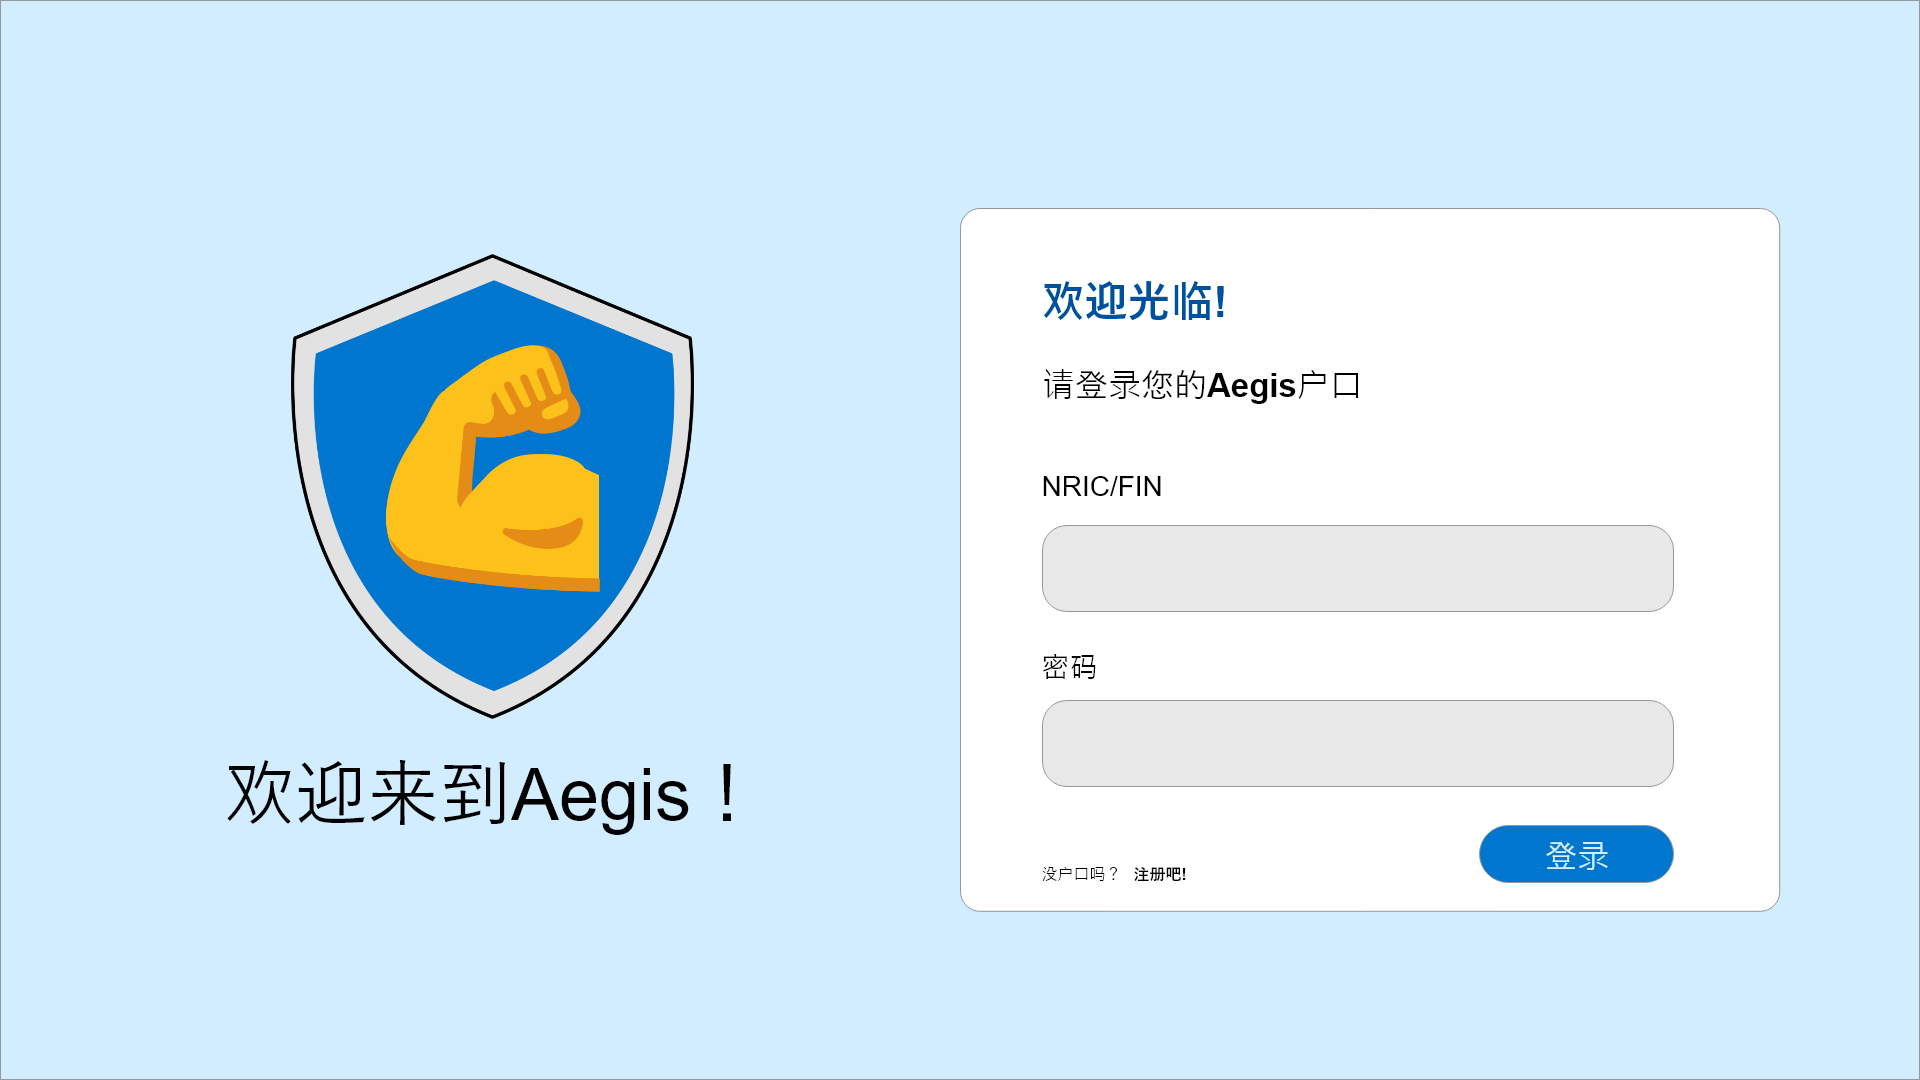 欢迎来到Aegis！
欢迎光临!
请登录您的Aegis户口
NRIC/FIN
密码
没户口吗？ 注册吧!
登录